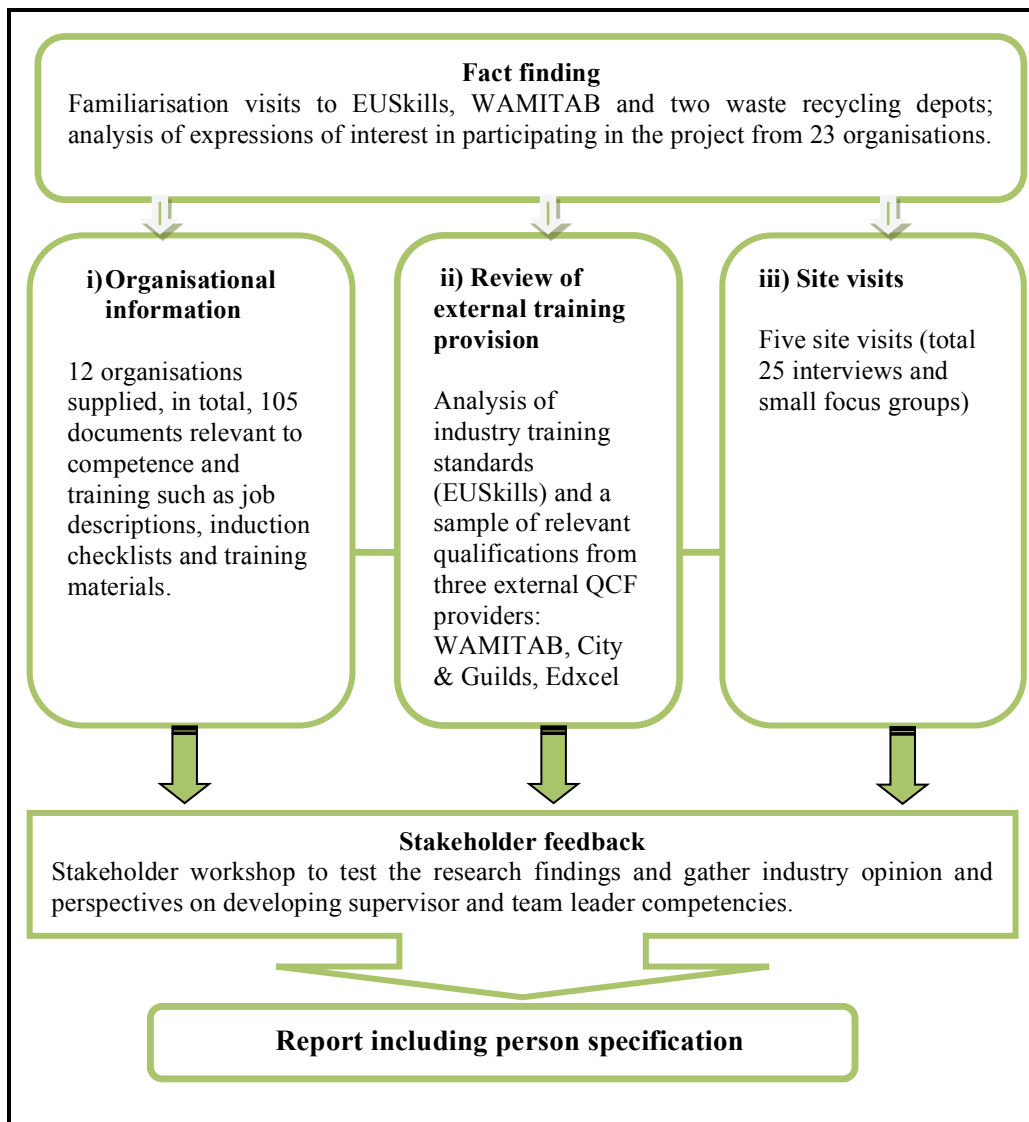 Fact finding
Familiarisation visits to EUSkills, WAMITAB and two waste recycling depots;
analysis of expressions of interest in participating in the project from 23 organisations.
i) Organisational
information
12 organisations
supplied, in total, 105
documents relevant to
competence and
training such as job
descriptions, induction
checklists and training
materials.
ii) Review of
external training
provision
Analysis of
industry training
standards
(EUSkills) and a
sample of relevant
qualifications from
three external QCF
providers:
WAMITAB, City
& Guilds, Edxcel
iii) Site visits
Five site visits (total
25 interviews and
small focus groups)
Stakeholder feedback
Stakeholder workshop to test the research findings and gather industry opinion and
perspectives on developing supervisor and team leader competencies.
Report including person specification